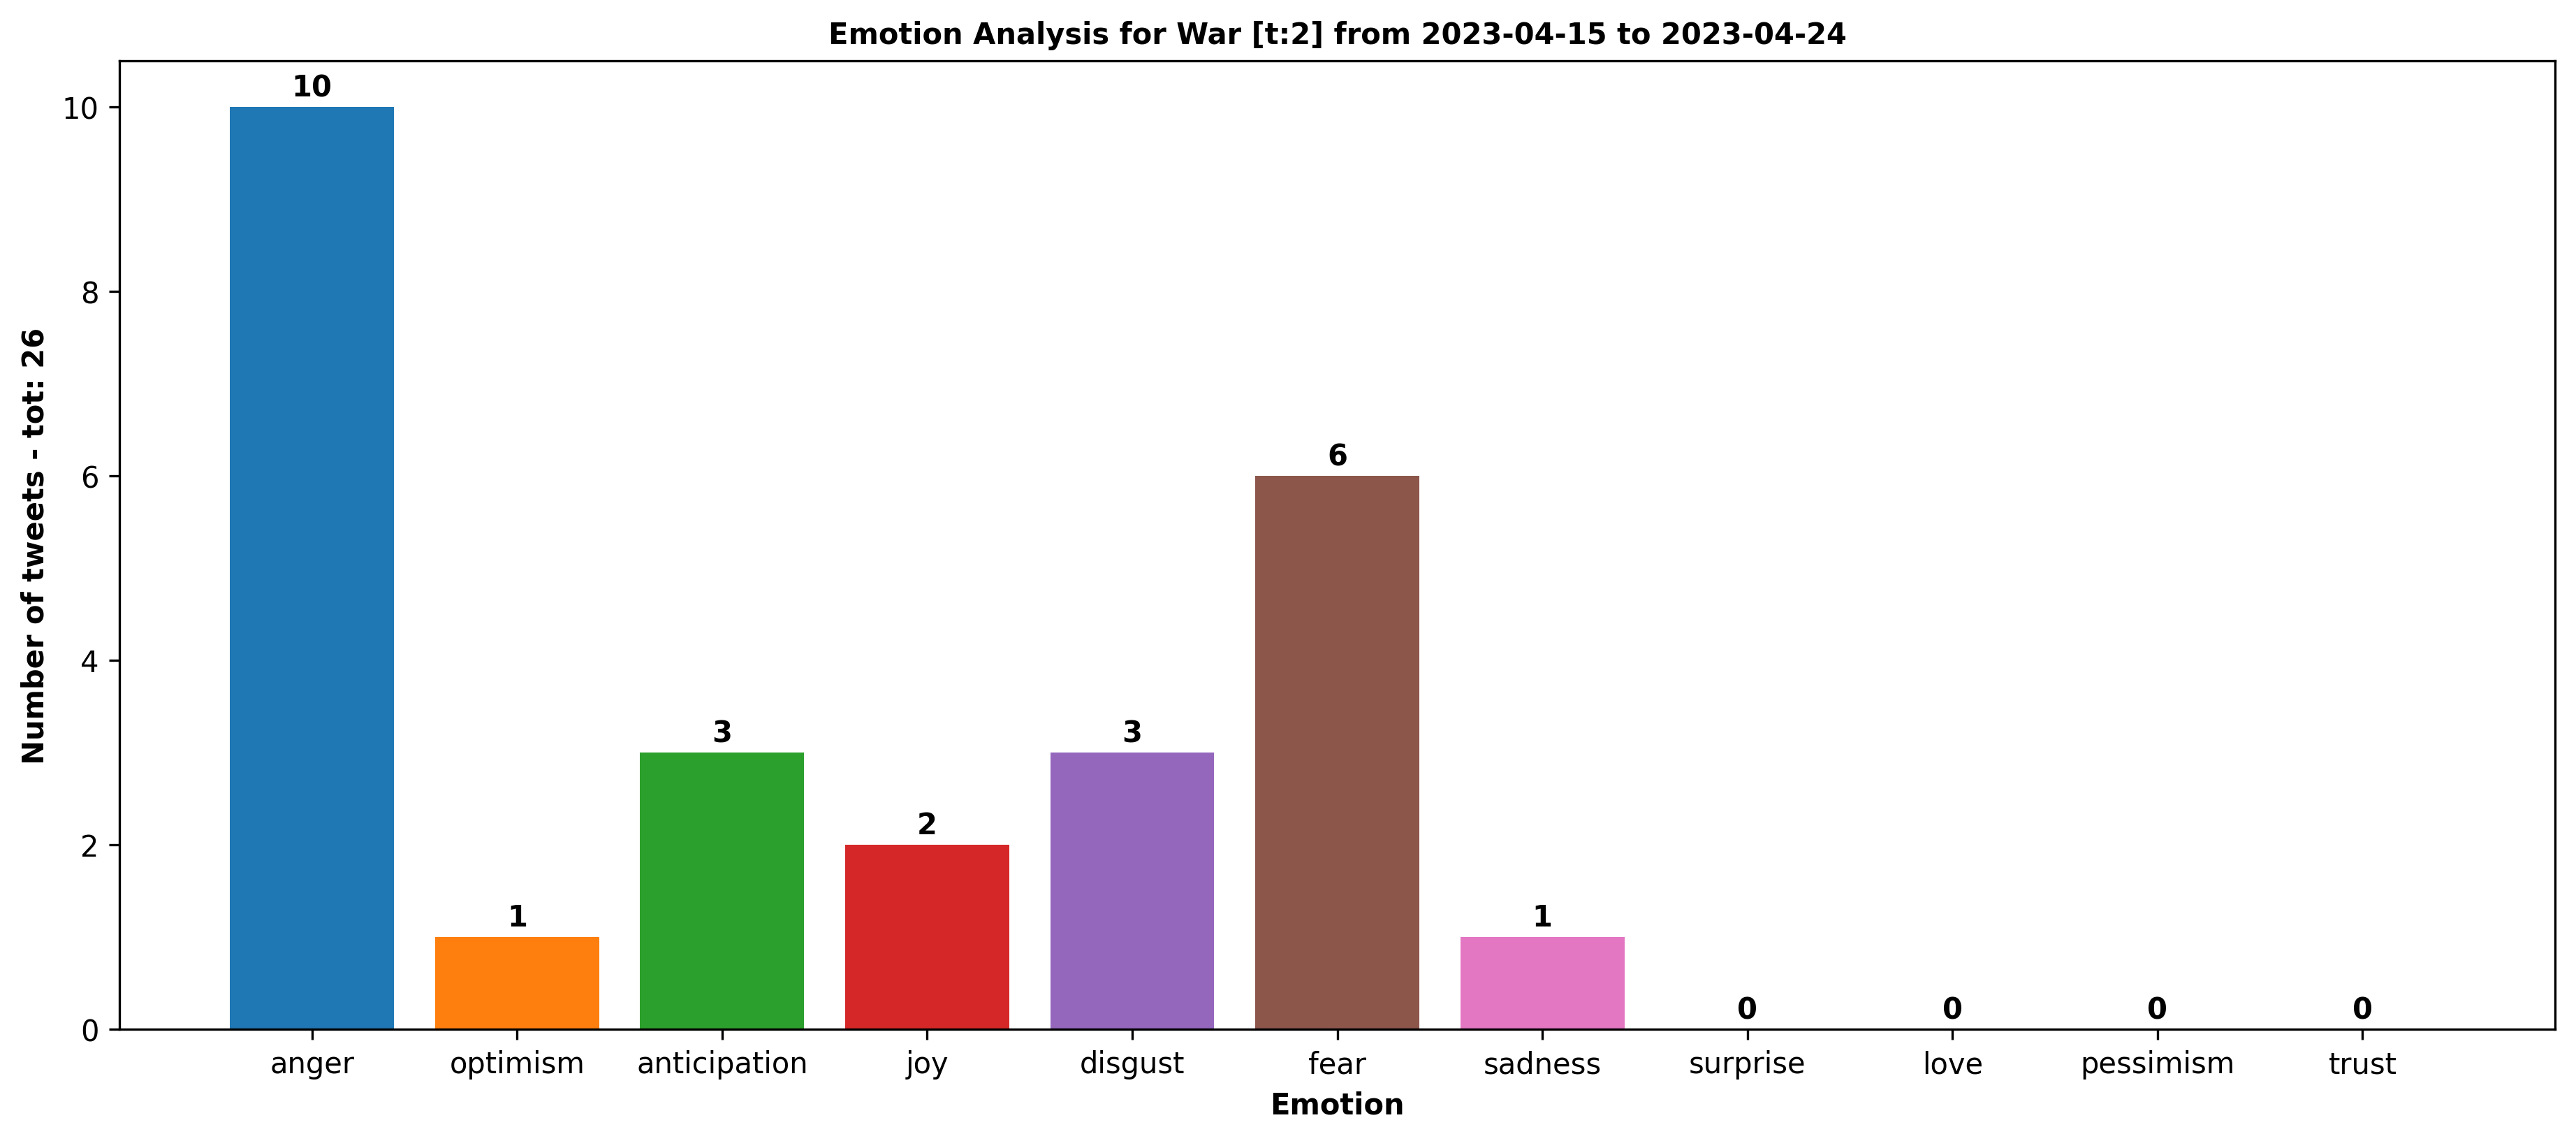 Emotion Analysis for War [t:2] from 2023-04-15 to 2023-04-24
Number of tweets - tot: 26
10
8
6
4
2
0
10
1
3
2
3
6
1
0
0
0
0
anger
optimism
anticipation
joy
disgust
fear
sadness
surprise
love
pessimism
trust
Emotion